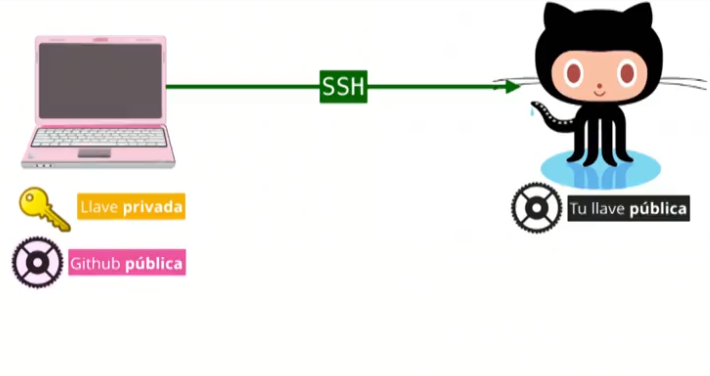 SSH
Llave privada
Tu llave pública
Github pública